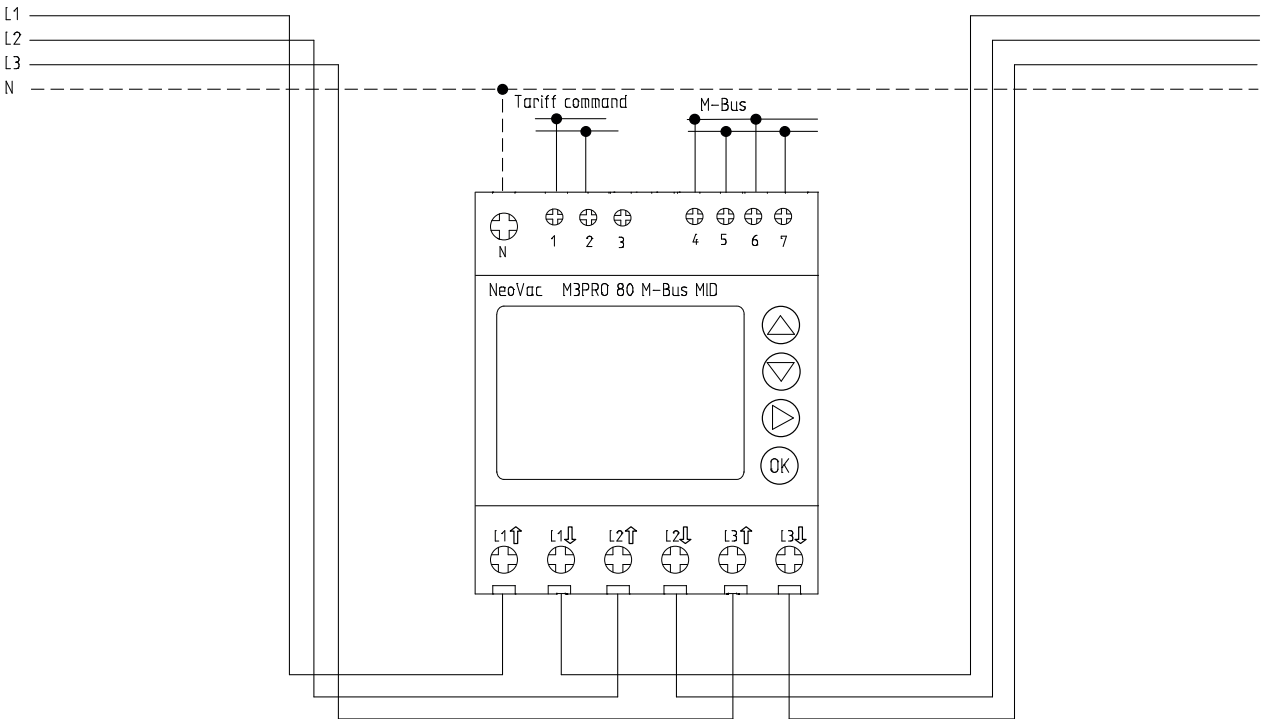 L1
L2
L3
N
Tariff command
M-Bus
N
1 2 3 4 5 6 7
NeoVac M3PRO 80 M-Bus MID
OK
L1⇧ L1⇩ L2⇧ L2⇩ L3⇧ L3⇩